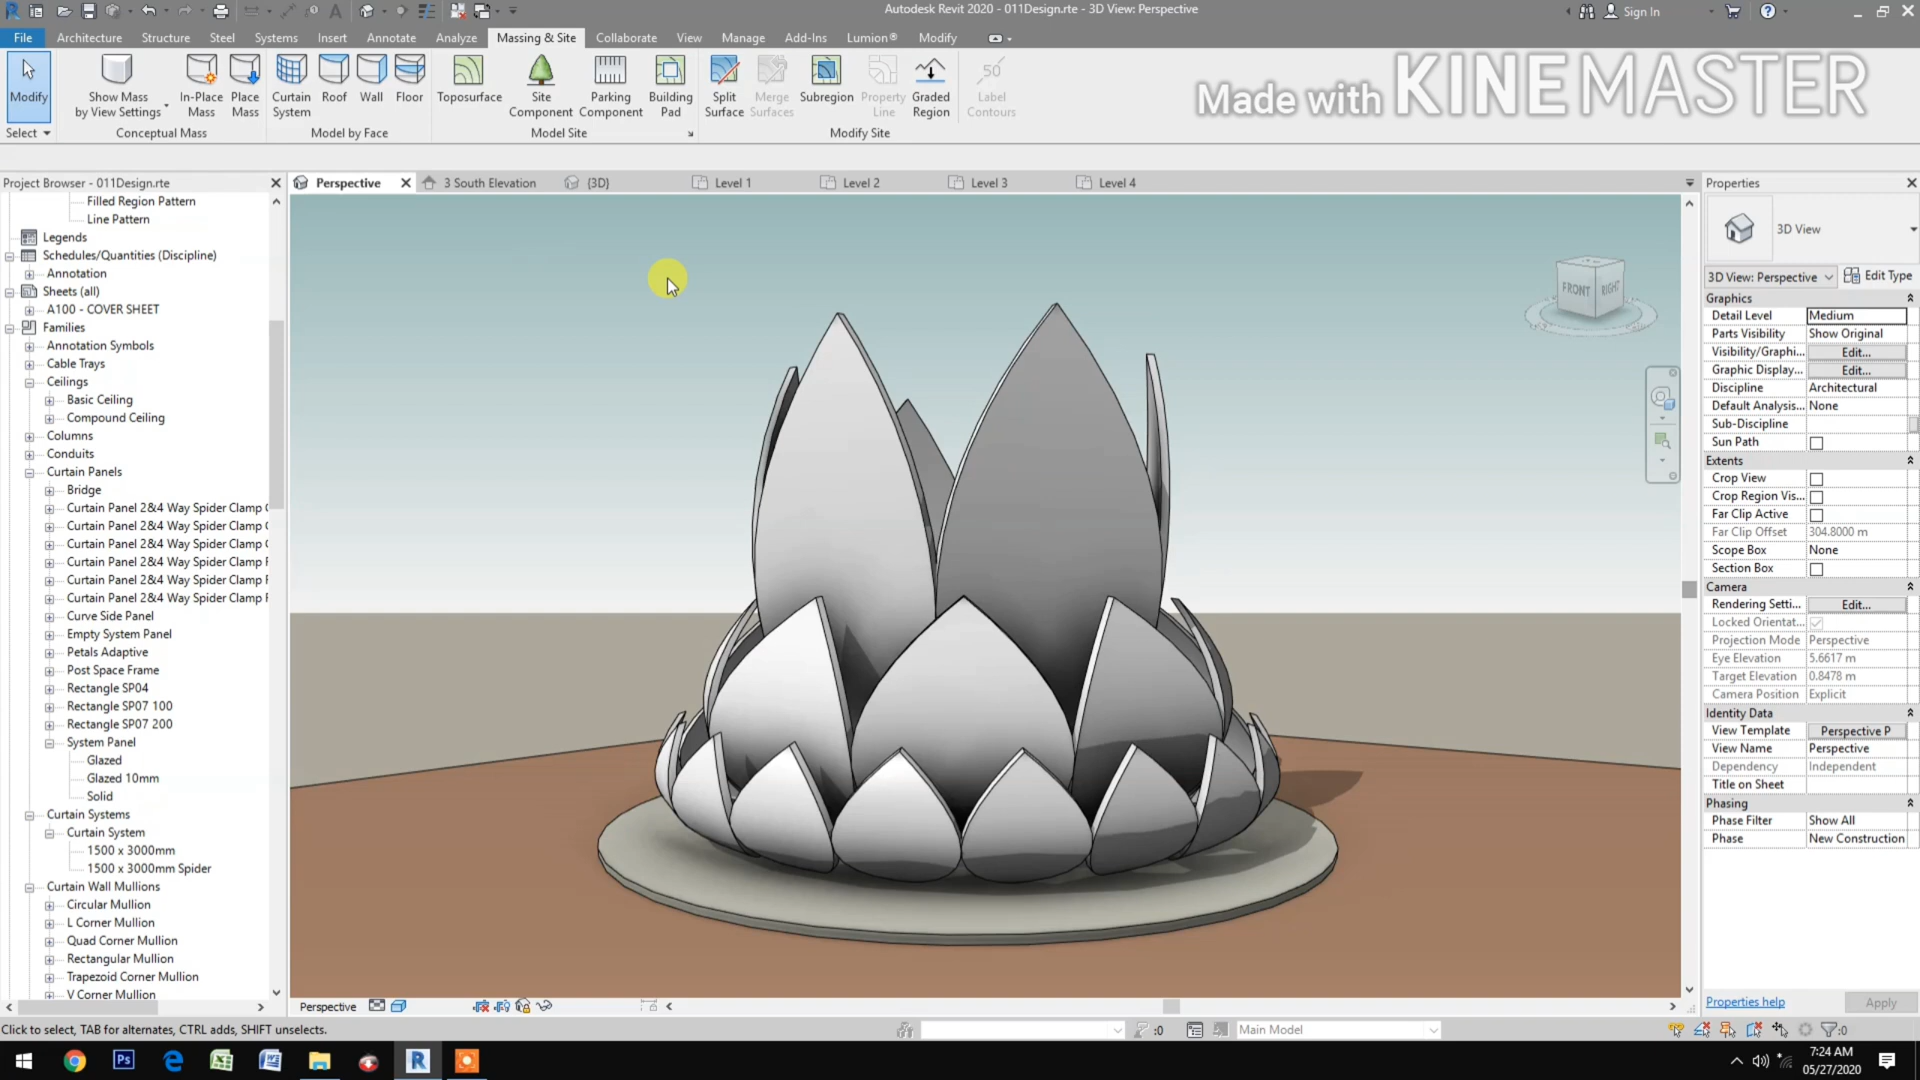 Autodesk Revit 2020 - 011Design.rte - 3D View: Perspective
Sign In
File Architecture Structure Steel Systems Insert Annotate Analyze Massing & Site Collaborate View Manage Add-Ins Lumion® Modify
Modify
Show Mass
by View Settings
In-Place
Mass
Place
Mass
Curtain
System
Roof
Wall
Floor
Toposurface
Site
Component
Parking
Component
Building
Pad
Split
Surface
Merge
Surfaces
Subregion
Property
Line
Graded
Region
Label
Contours
50
Made with KINEMASTER
Select
Conceptual Mass
Model by Face
Model Site
Modify Site
Project Browser - 011Design.rte
Filled Region Pattern
Line Pattern
Legends
Schedules/Quantities (Discipline)
Annotation
Sheets (all)
A100 - COVER SHEET
Families
Annotation Symbols
Cable Trays
Ceilings
Basic Ceiling
Compound Ceiling
Columns
Conduits
Curtain Panels
Bridge
Curtain Panel 2&4 Way Spider Clamp
Curtain Panel 2&4 Way Spider Clamp
Curtain Panel 2&4 Way Spider Clamp
Curtain Panel 2&4 Way Spider Clamp
Curtain Panel 2&4 Way Spider Clamp
Curtain Panel 2&4 Way Spider Clamp
Curve Side Panel
Empty System Panel
Petals Adaptive
Post Space Frame
Rectangle SP04
Rectangle SP07 100
Rectangle SP07 200
System Panel
Glazed
Glazed 10mm
Solid
Curtain Systems
Curtain System
1500 x 3000mm
1500 x 3000mm Spider
Curtain Wall Mullions
Circular Mullion
L Corner Mullion
Quad Corner Mullion
Rectangular Mullion
Trapezoid Corner Mullion
V Corner Mullion
Perspective
3 South Elevation
{3D}
Level 1
Level 2
Level 3
Level 4
FRONT
RIGHT
Properties
3D View
3D View: Perspective
Edit Type
Graphics
Detail Level Medium
Parts Visibility Show Original
Visibility/Graphi... Edit...
Graphic Display... Edit...
Discipline Architectural
Default Analysis... None
Sub-Discipline
Sun Path
Extents
Crop View
Crop Region Vis...
Far Clip Active
Far Clip Offset 304.8000 m
Scope Box None
Section Box
Camera
Rendering Setti... Edit...
Locked Orientat...
Projection Mode Perspective
Eye Elevation 5.6617 m
Target Elevation 0.8478 m
Camera Position Explicit
Identity Data
View Template Perspective P
View Name Perspective
Dependency Independent
Title on Sheet
Phasing
Phase Filter Show All
Phase New Construction
Properties help
Apply
Perspective
Click to select, TAB for alternates, CTRL adds, SHIFT unselects.
:0
Main Model
:0
7:24 AM
05/27/2020